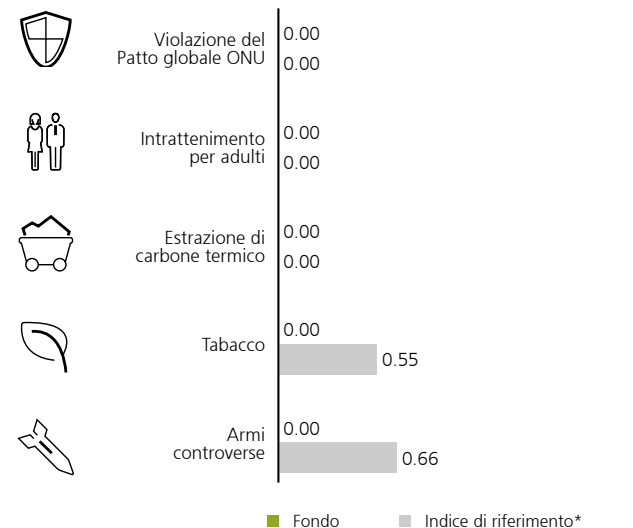 Violazione del
Patto globale ONU
0.00
0.00
Intrattenimento
per adulti
0.00
0.00
Estrazione di
carbone termico
0.00
0.00
Tabacco
0.00
0.55
Armi
controverse
0.00
0.66
Fondo
Indice di riferimento*